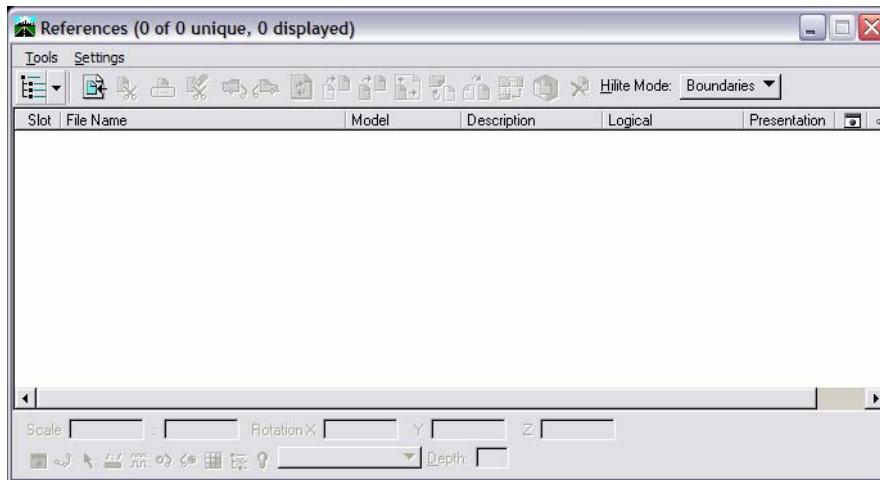 References (0 of 0 unique, 0 displayed)
Tools Settings
Hilite Mode: Boundaries
Slot File Name Model Description Logical Presentation
Scale : Rotation X Y Z
Depth: